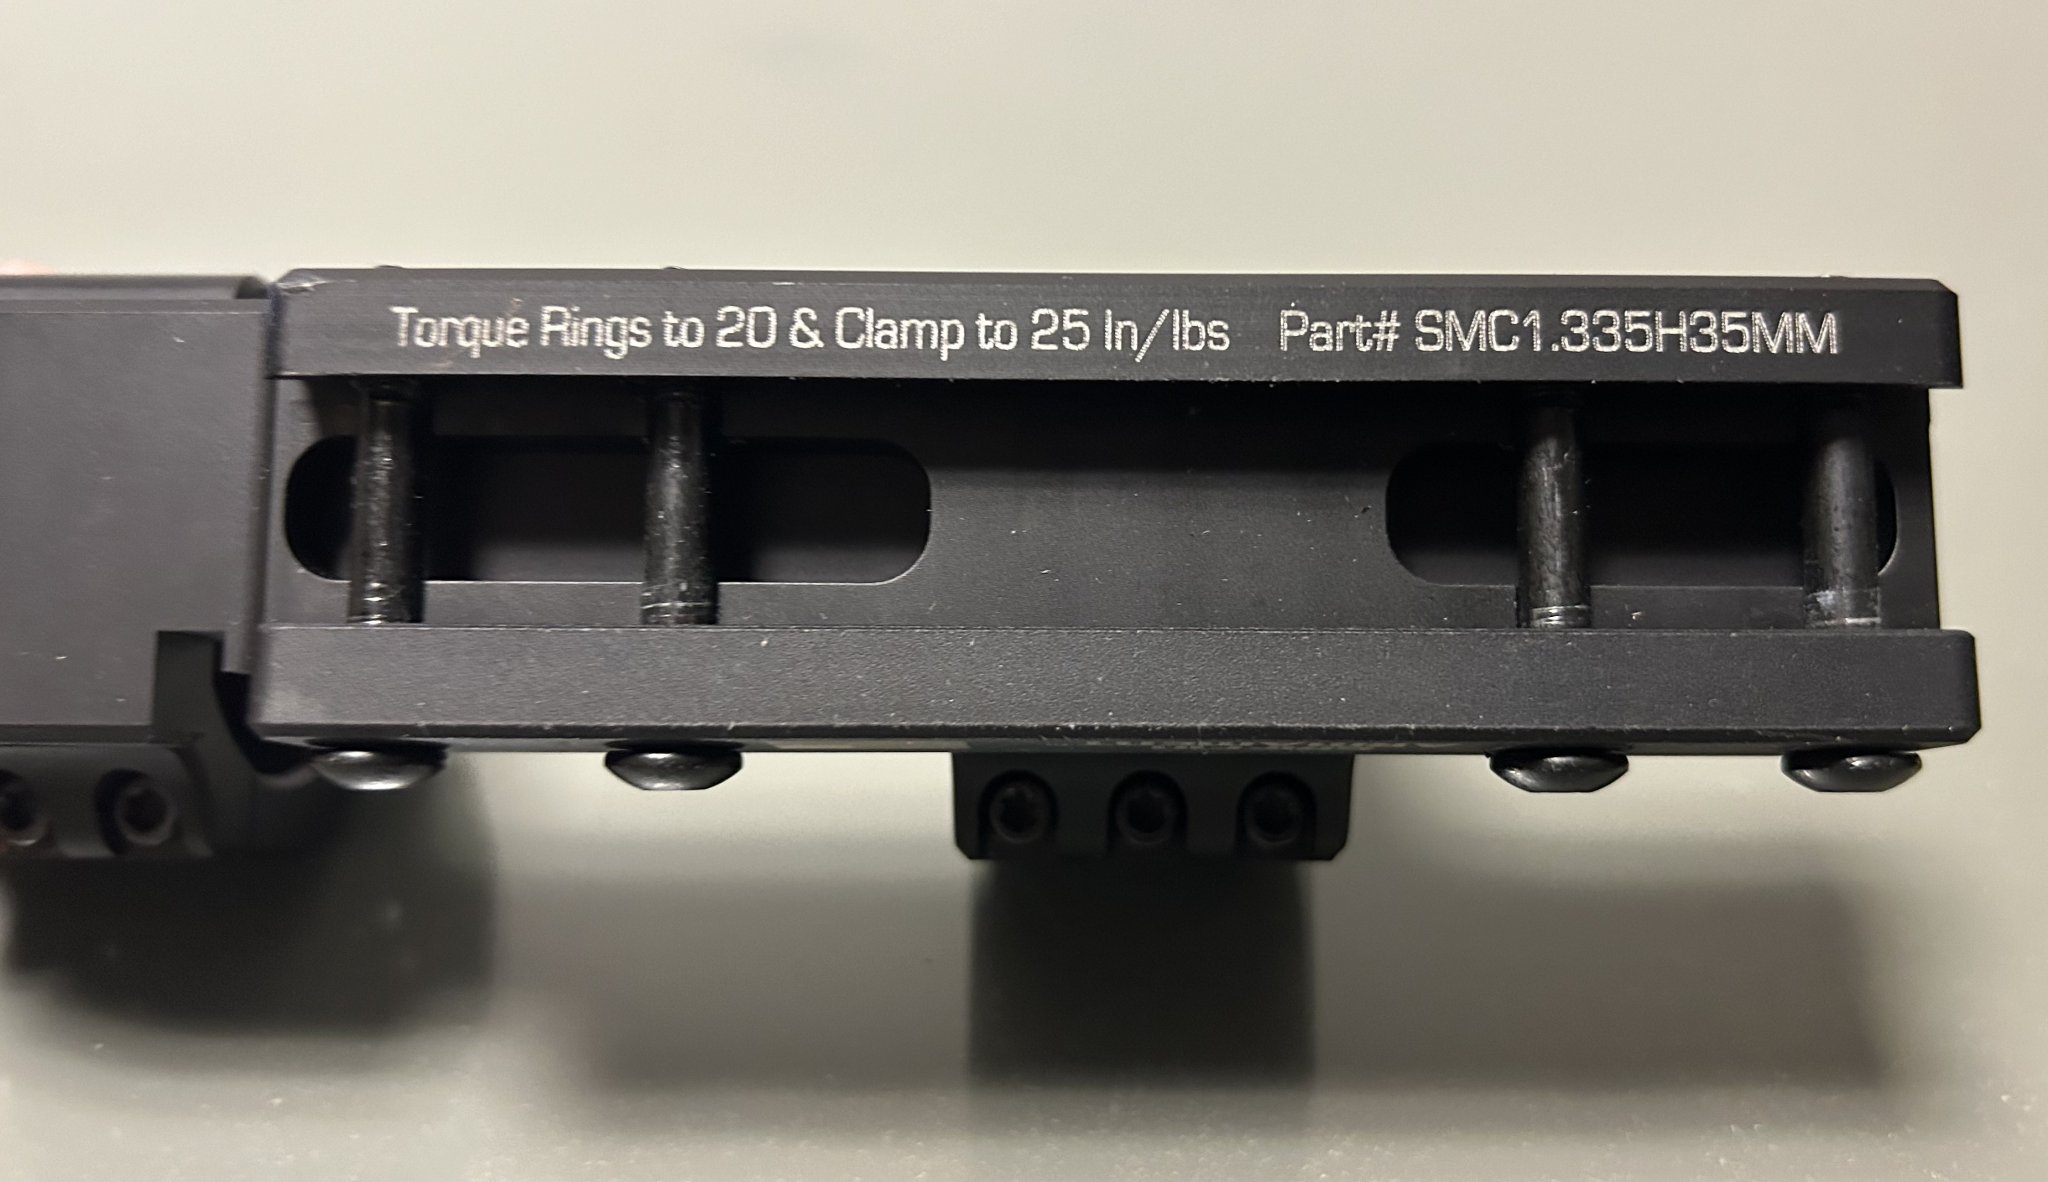 Torque Rings to 20 & Clamp to 25 In/lbs Part# SMC1.335H35MM